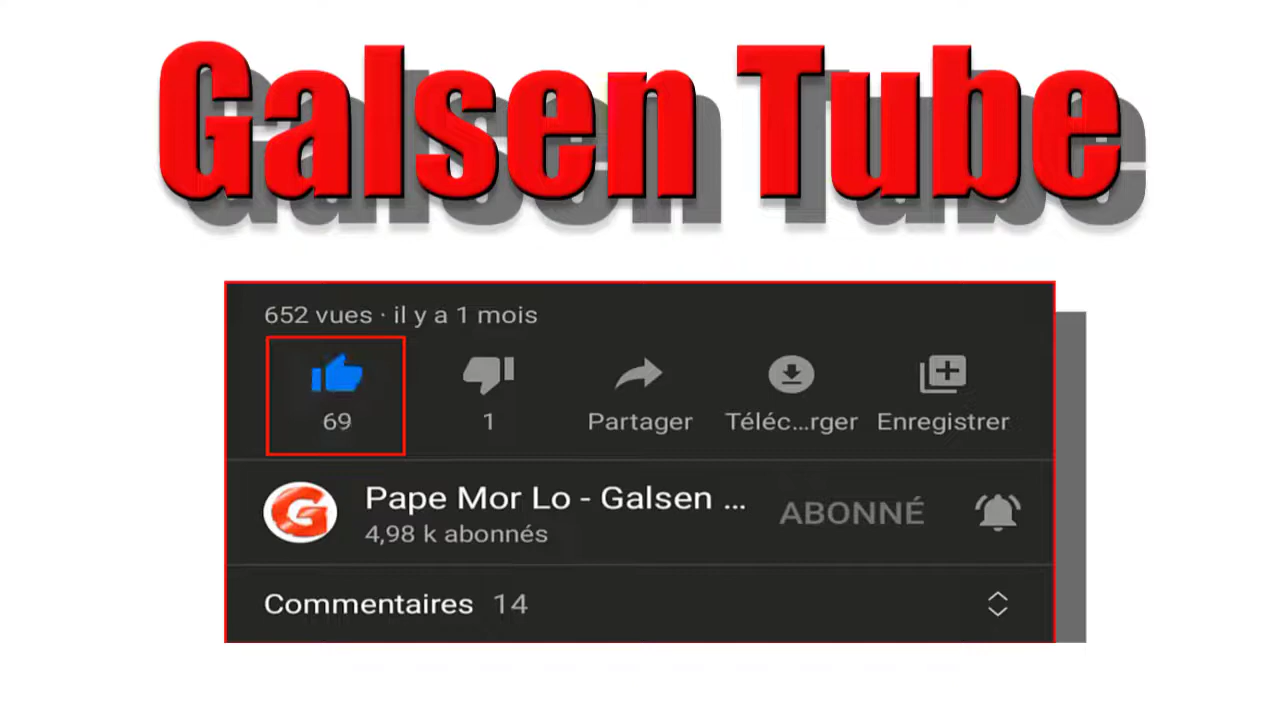 Galsen Tube
652 vues · il y a 1 mois
69 1 Partager Téléc...rger Enregistrer
G Pape Mor Lo - Galsen ... ABONNÉ
4,98 k abonnés
Commentaires 14